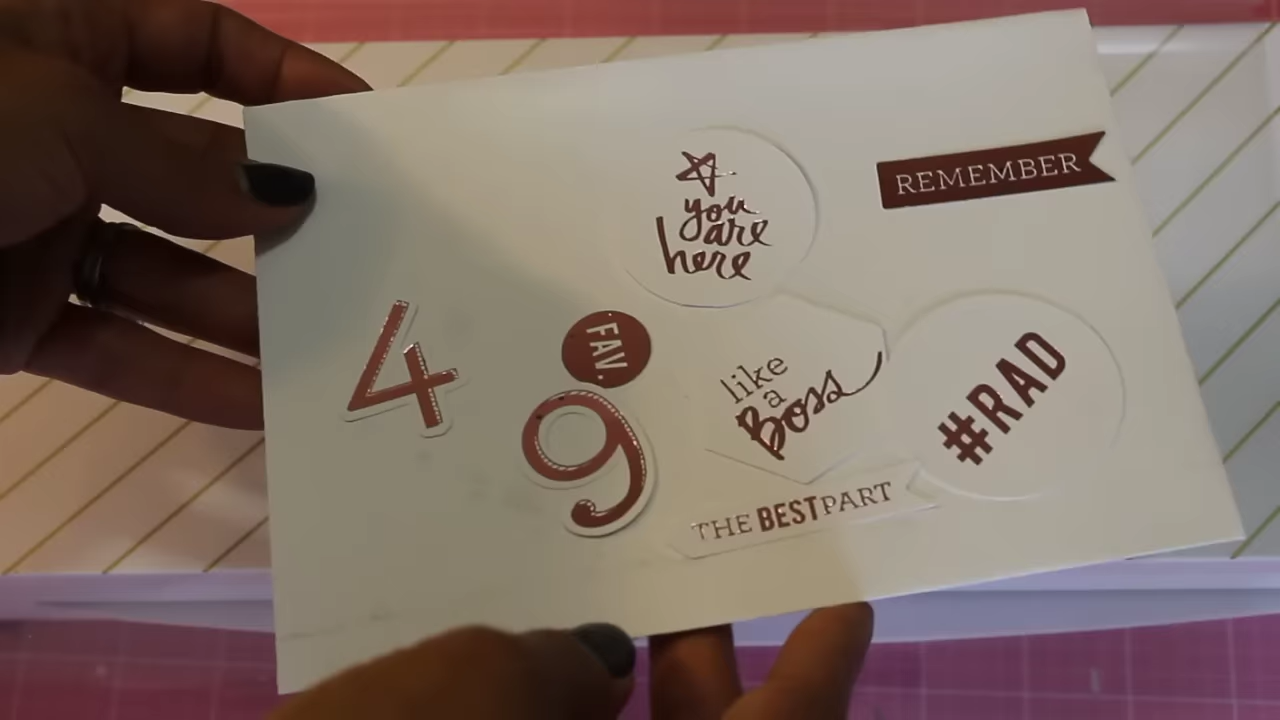 you
are
here
REMEMBER
4
FAV.
9
like
a
Boss
#RAD
THE BEST PART